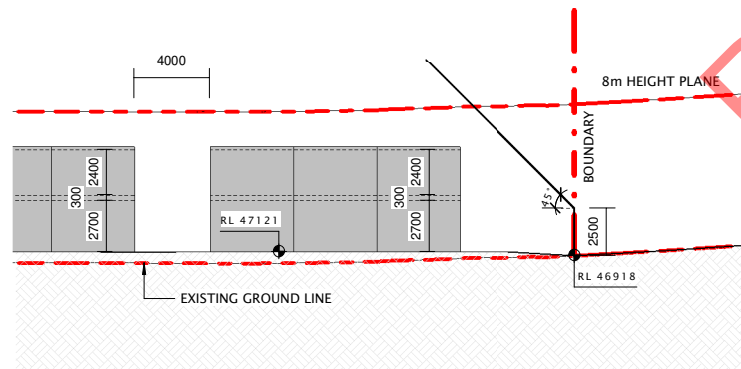 4000
8m HEIGHT PLANE
BOUNDARY
2400
300
2700
2400
300
2700
45°
2500
RL 47121
RL 46918
EXISTING GROUND LINE